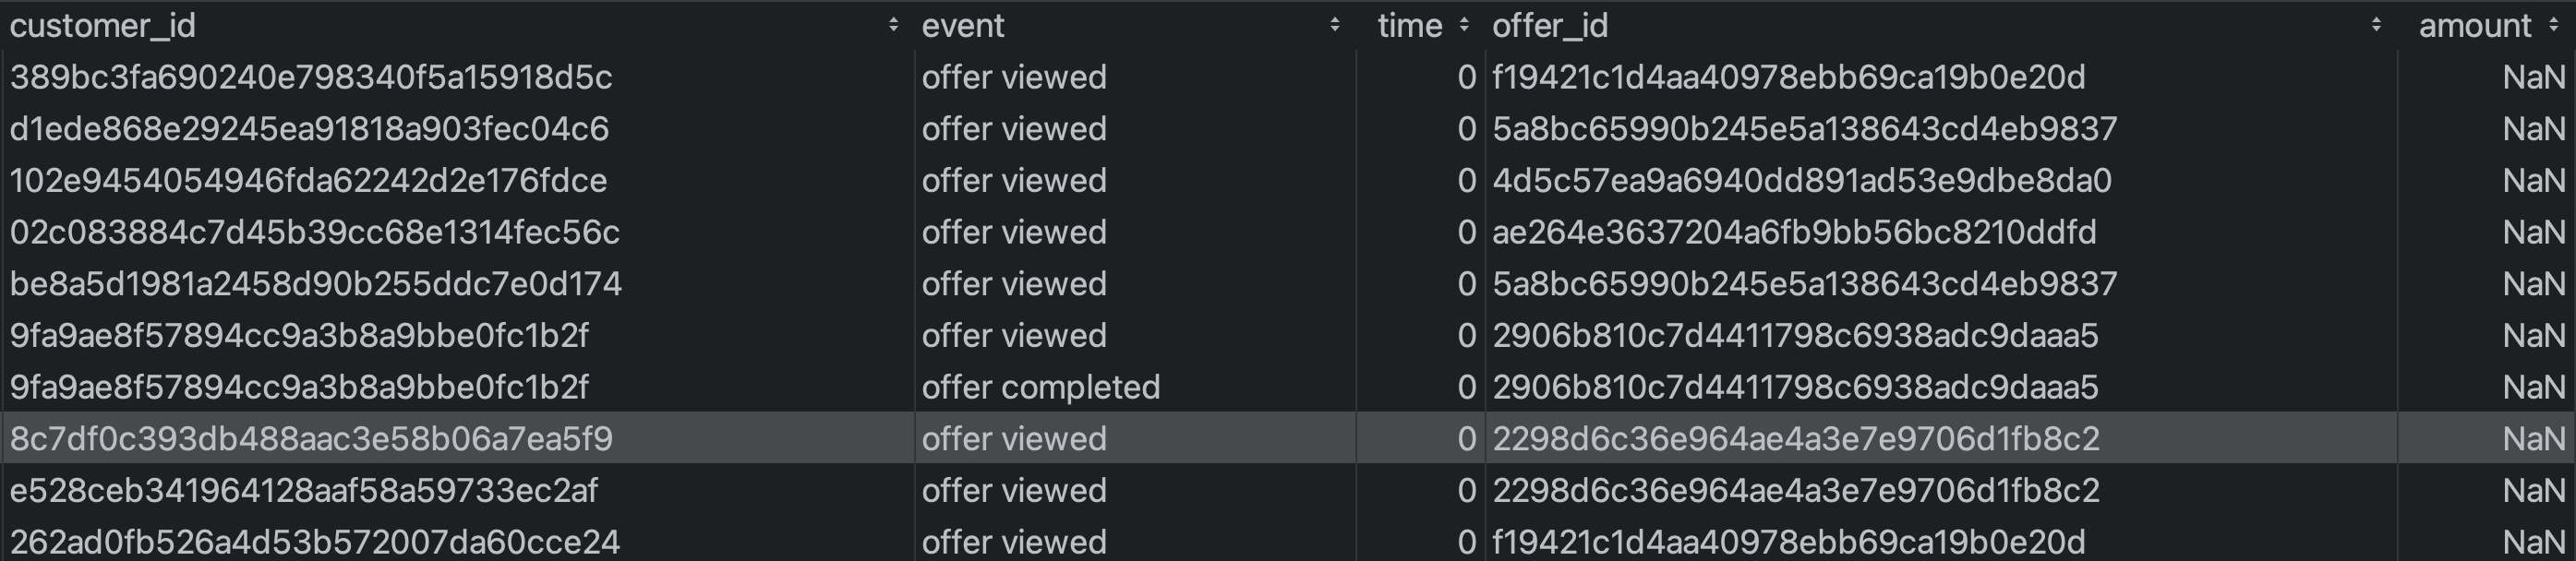 customer_id event time offer_id amount
389bc3fa690240e798340f5a15918d5c offer viewed 0 f19421c1d4aa40978ebb69ca19b0e20d NaN
d1ede868e29245ea91818a903fec04c6 offer viewed 0 5a8bc65990b245e5a138643cd4eb9837 NaN
102e9454054946fda62242d2e176fdce offer viewed 0 4d5c57ea9a6940dd891ad53e9dbe8da0 NaN
02c083884c7d45b39cc68e1314fec56c offer viewed 0 ae264e3637204a6fb9bb56bc8210ddfd NaN
be8a5d1981a2458d90b255ddc7e0d174 offer viewed 0 5a8bc65990b245e5a138643cd4eb9837 NaN
9fa9ae8f57894cc9a3b8a9bbe0fc1b2f offer viewed 0 2906b810c7d4411798c6938adc9daaa5 NaN
9fa9ae8f57894cc9a3b8a9bbe0fc1b2f offer completed 0 2906b810c7d4411798c6938adc9daaa5 NaN
8c7df0c393db488aac3e58b06a7ea5f9 offer viewed 0 2298d6c36e964ae4a3e7e9706d1fb8c2 NaN
e528ceb341964128aaf58a59733ec2af offer viewed 0 2298d6c36e964ae4a3e7e9706d1fb8c2 NaN
262ad0fb526a4d53b572007da60cce24 offer viewed 0 f19421c1d4aa40978ebb69ca19b0e20d NaN